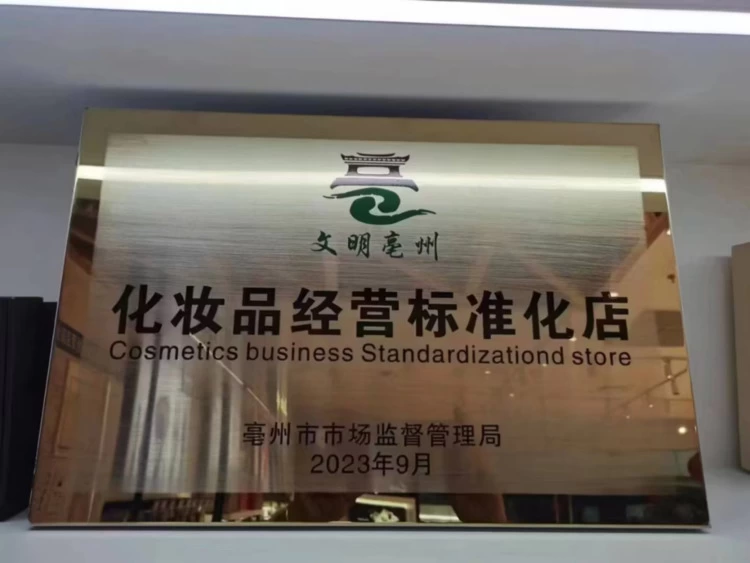 文明亳州
化妆品经营标准化店
Cosmetics business Standardizationd store
亳州市市场监督管理局
2023年9月